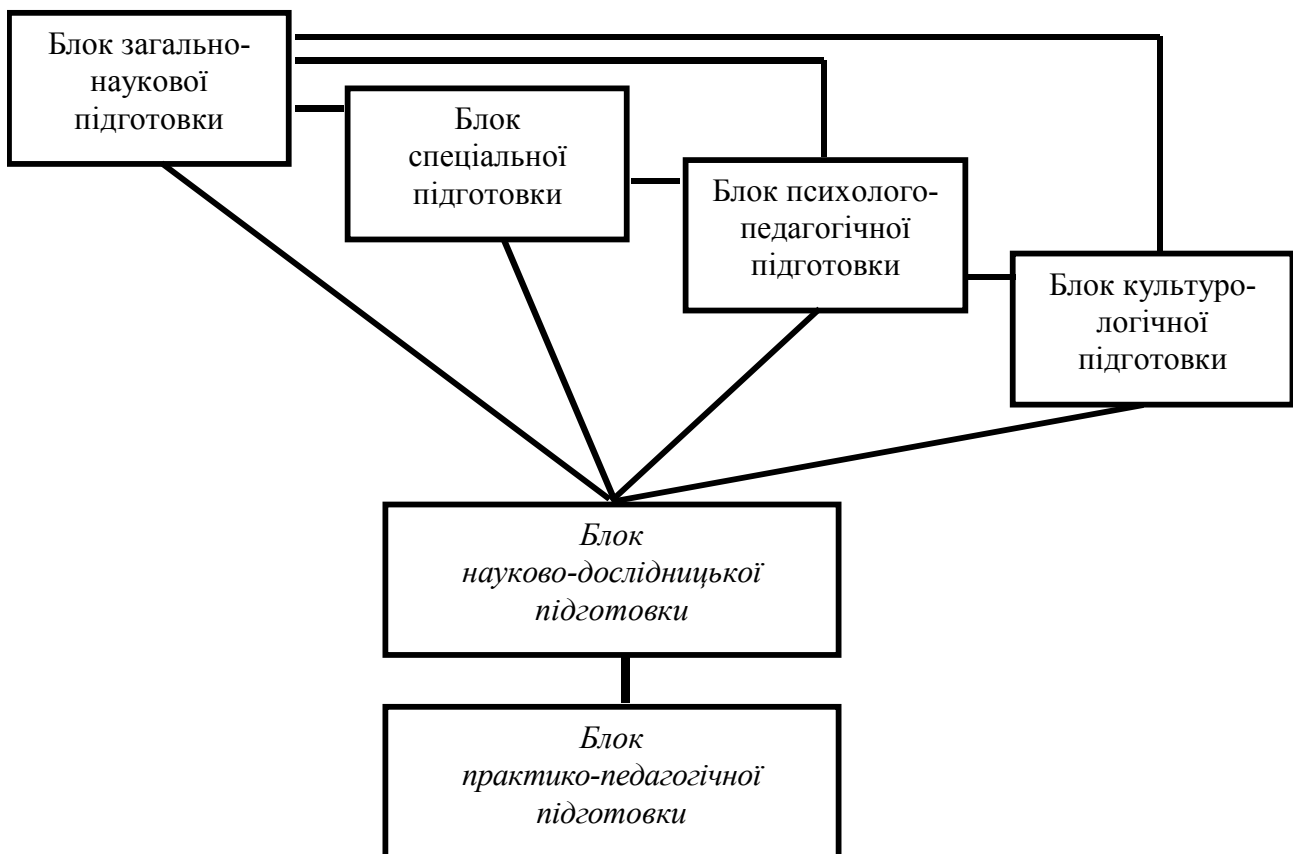 Блок загально-
наукової
підготовки
Блок
спеціальної
підготовки
Блок психолого-
педагогічної
підготовки
Блок культуро-
логічної
підготовки
Блок
науково-дослідницької
підготовки
Блок
практико-педагогічної
підготовки